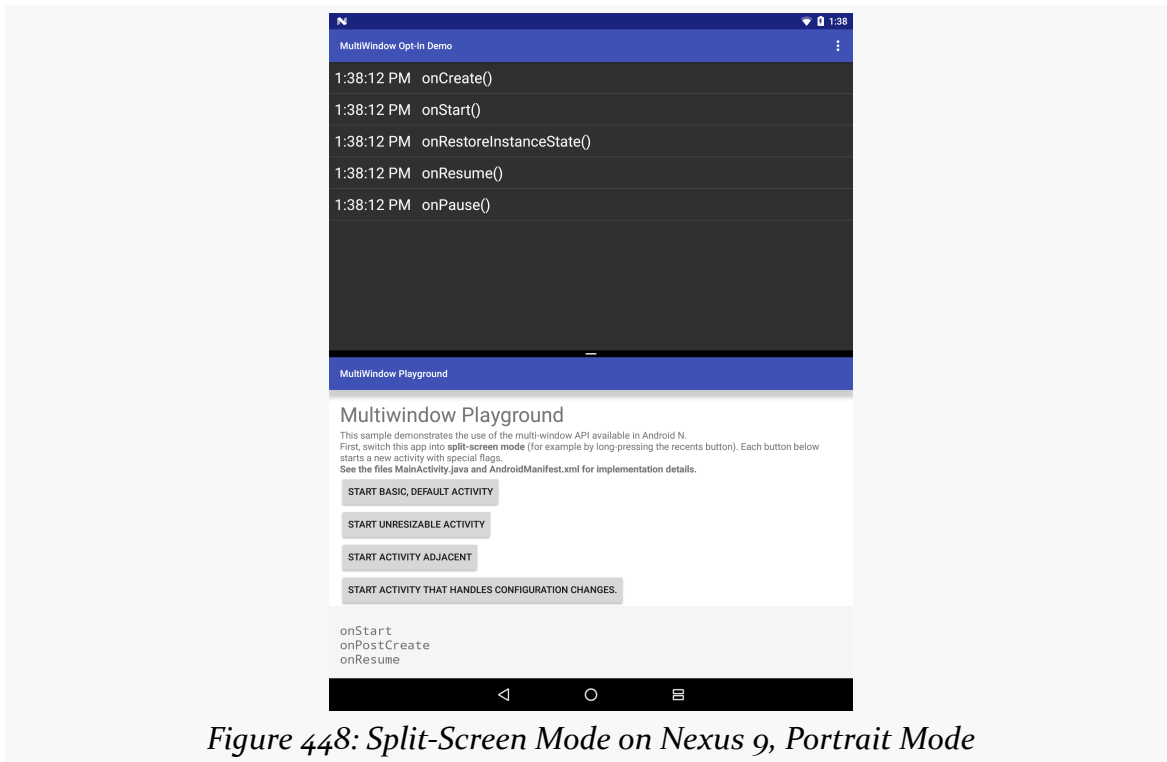 1:38
MultiWindow Opt-In Demo
1:38:12 PM onCreate()
1:38:12 PM onStart()
1:38:12 PM onRestoreInstanceState()
1:38:12 PM onResume()
1:38:12 PM onPause()
MultiWindow Playground
Multiwindow Playground
This sample demonstrates the use of the multi-window API available in Android N.
First, switch this app into split-screen mode (for example by long-pressing the recents button). Each button below
starts a new activity with special flags.
See the files MainActivity.java and AndroidManifest.xml for implementation details.
START BASIC, DEFAULT ACTIVITY
START UNRESIZABLE ACTIVITY
START ACTIVITY ADJACENT
START ACTIVITY THAT HANDLES CONFIGURATION CHANGES.
onStart
onPostCreate
onResume
Figure 448: Split-Screen Mode on Nexus 9, Portrait Mode